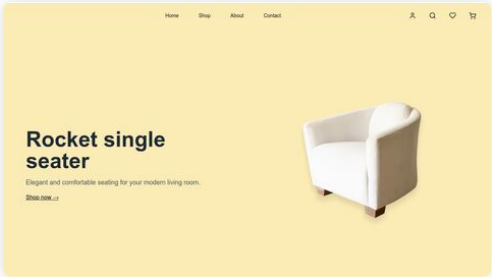 Home Shop About Contact
Rocket single
seater
Elegant and comfortable seating for your modern living room.
Shop now -->